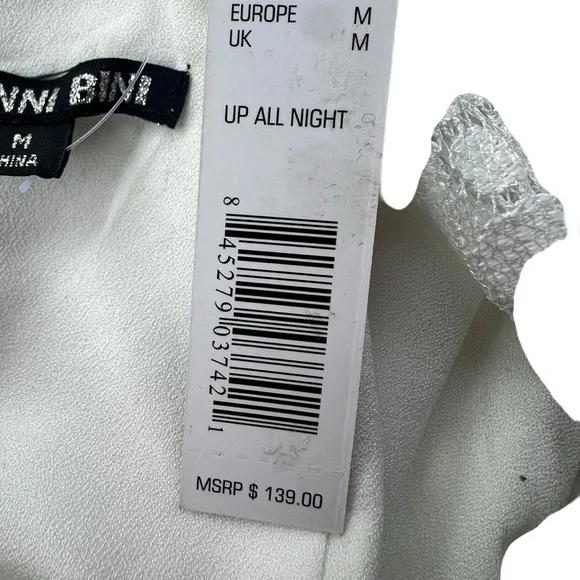 NNI BINI
M
HINA
EUROPE M
UK M
UP ALL NIGHT
8 45279 03742 1
MSRP $ 139.00